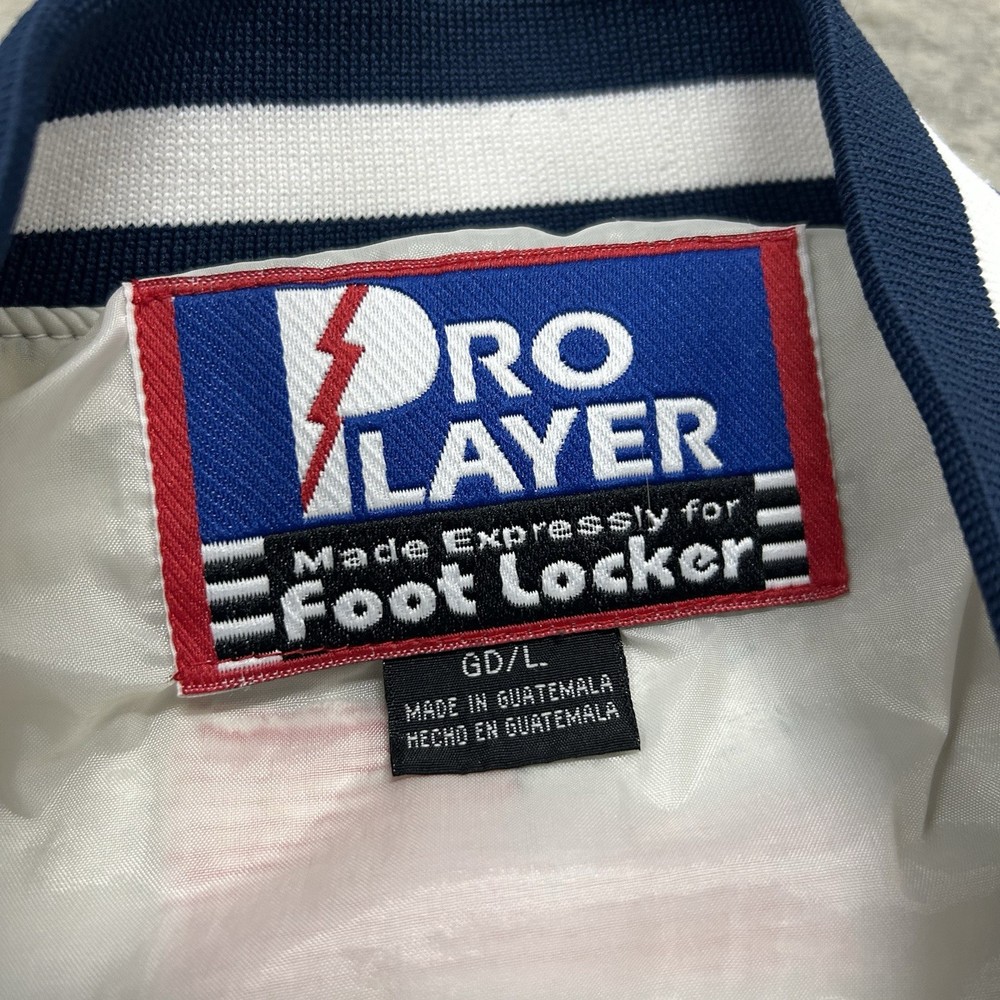 PRO
PLAYER
Made Expressly for
Foot Locker
GD/L.
MADE IN GUATEMALA
HECHO EN GUATEMALA